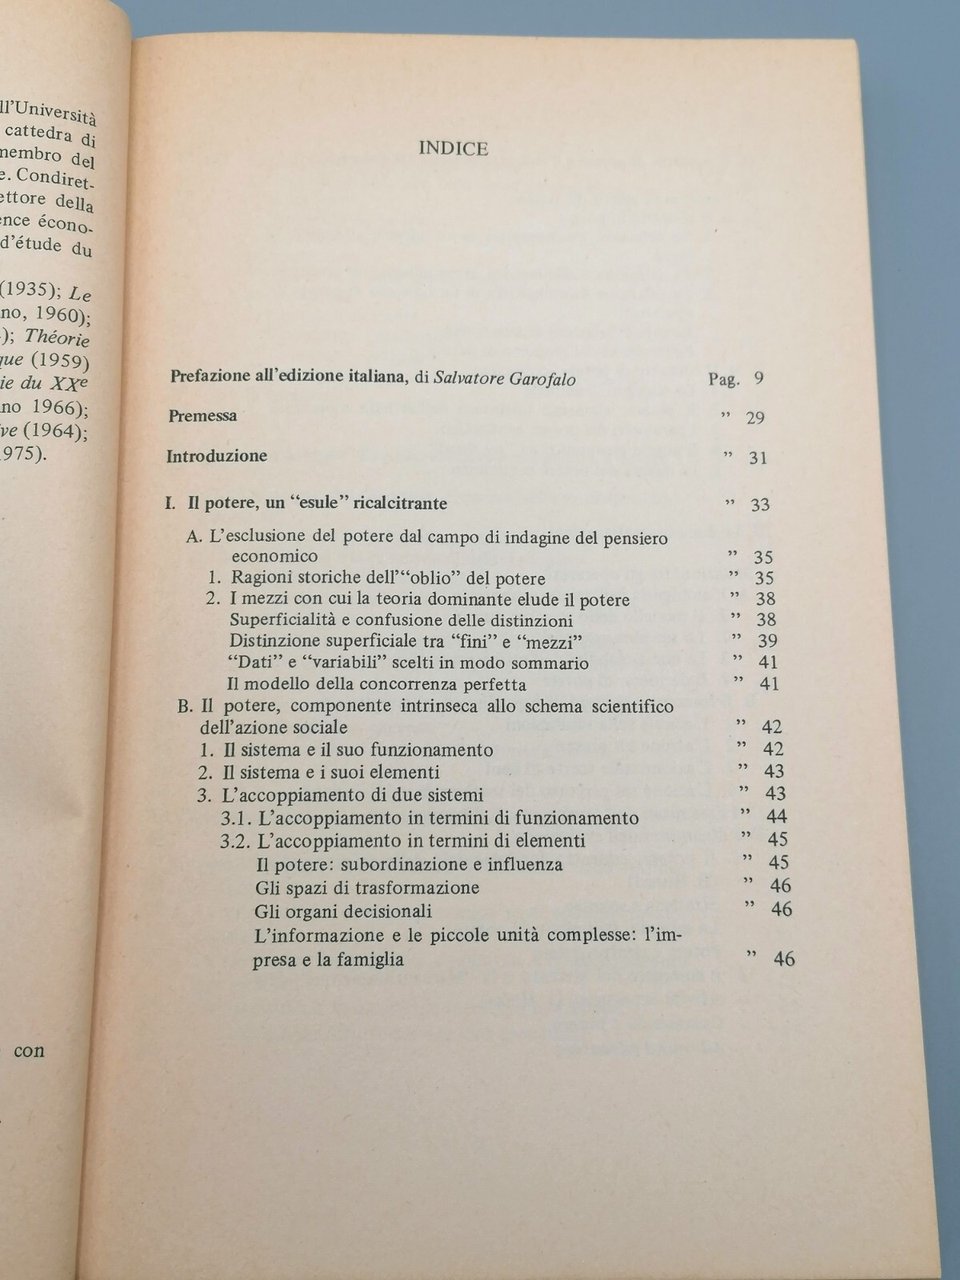 ll'Università
cattedra di
membro del
e. Condiret-
ettore della
ence écono-
d'étude du
(1935); Le
no, 1960);
); Théorie
que (1959)
ie du XXe
no 1966);
ve (1964);
975).
con
INDICE
Prefazione all'edizione italiana, di Salvatore Garofalo Pag. 9
Premessa ” 29
Introduzione ” 31
I. Il potere, un “esule” ricalcitrante ” 33
A. L'esclusione del potere dal campo di indagine del pensiero
economico ” 35
1. Ragioni storiche dell'“oblio” del potere ” 35
2. I mezzi con cui la teoria dominante elude il potere ” 38
Superficialità e confusione delle distinzioni ” 38
Distinzione superficiale tra “fini” e “mezzi” ” 39
“Dati” e “variabili” scelti in modo sommario ” 41
Il modello della concorrenza perfetta ” 41
B. Il potere, componente intrinseca allo schema scientifico
dell'azione sociale ” 42
1. Il sistema e il suo funzionamento ” 42
2. Il sistema e i suoi elementi ” 43
3. L'accoppiamento di due sistemi ” 43
3.1. L'accoppiamento in termini di funzionamento ” 44
3.2. L'accoppiamento in termini di elementi ” 45
Il potere: subordinazione e influenza ” 45
Gli spazi di trasformazione ” 46
Gli organi decisionali ” 46
L'informazione e le piccole unità complesse: l'im-
presa e la famiglia ” 46